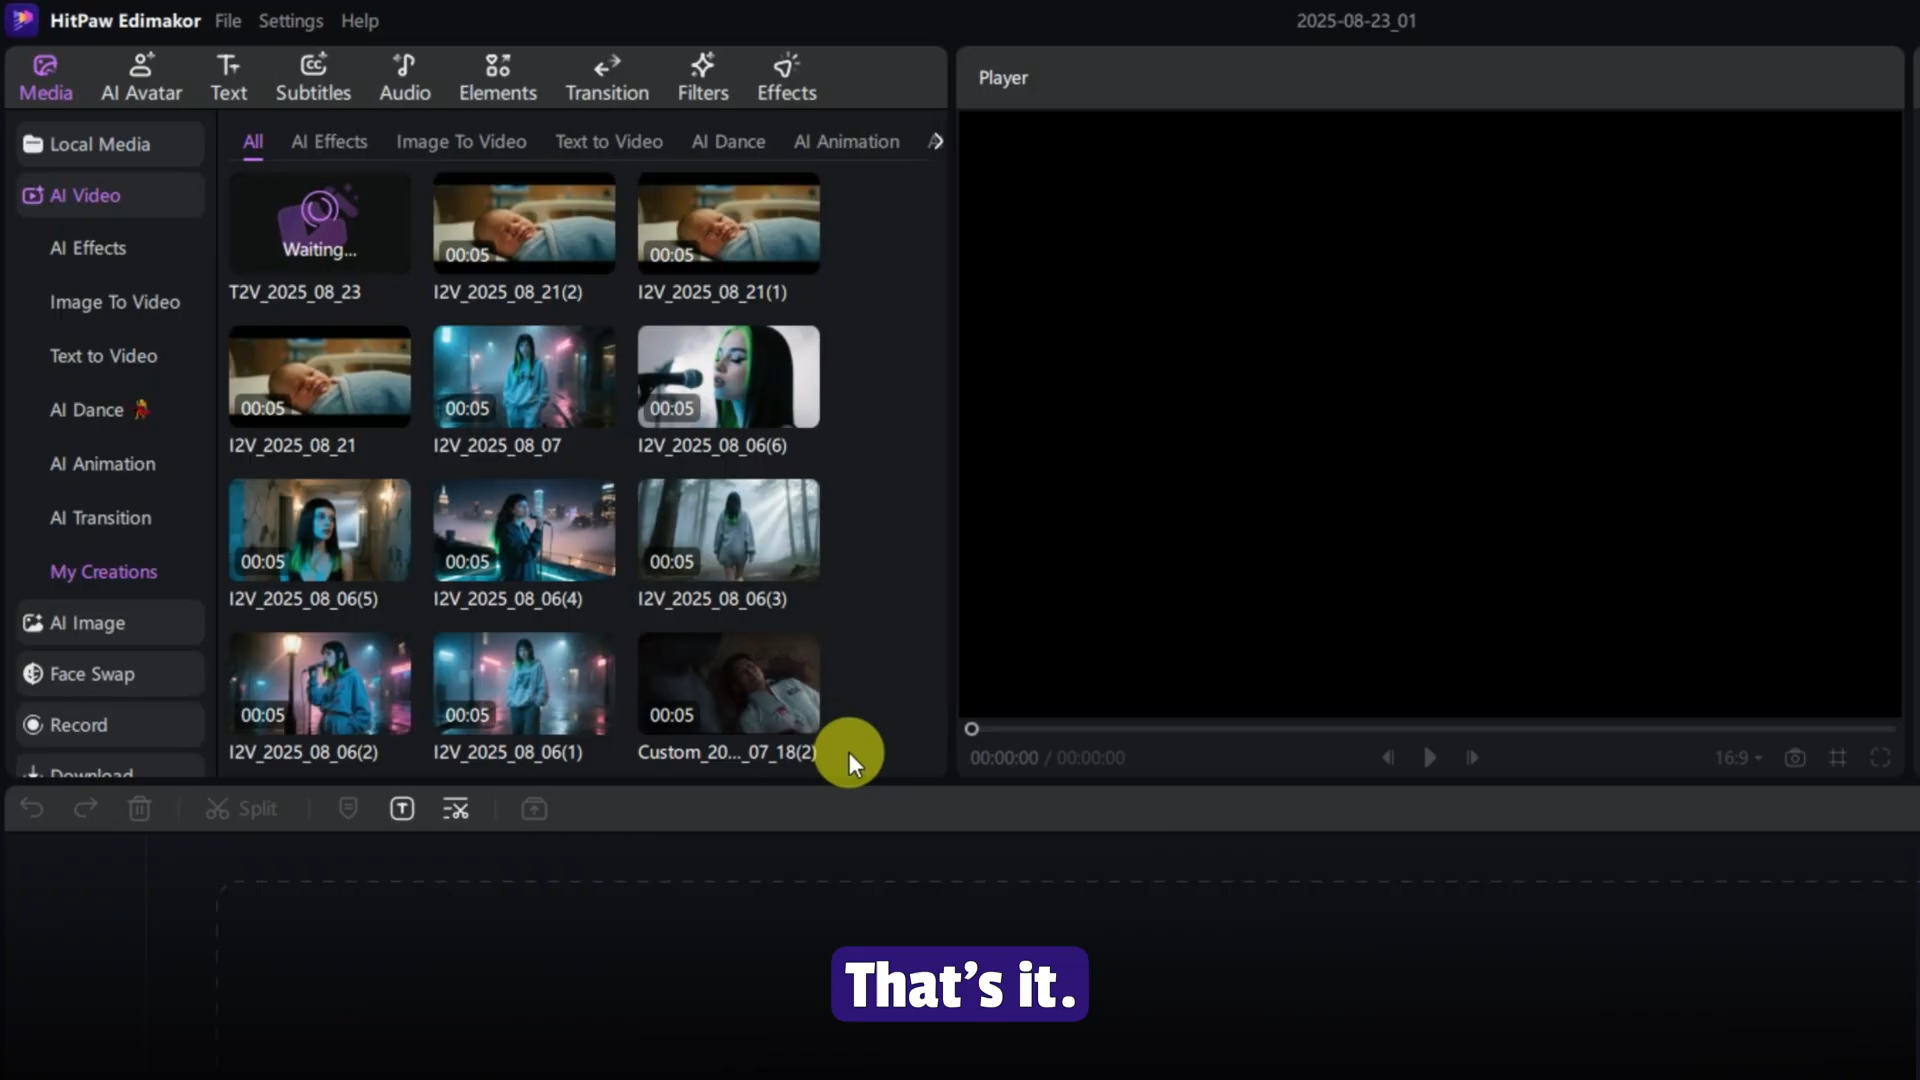 HitPaw Edimakor File Settings Help 2025-08-23_01
Media AI Avatar Text Subtitles Audio Elements Transition Filters Effects
Player
Local Media
AI Video
AI Effects
Image To Video
Text to Video
AI Dance
AI Animation
AI Transition
My Creations
AI Image
Face Swap
Record
Download
All AI Effects Image To Video Text to Video AI Dance AI Animation
Waiting... 00:05 00:05
T2V_2025_08_23 I2V_2025_08_21(2) I2V_2025_08_21(1)
00:05 00:05 00:05
I2V_2025_08_21 I2V_2025_08_07 I2V_2025_08_06(6)
00:05 00:05 00:05
I2V_2025_08_06(5) I2V_2025_08_06(4) I2V_2025_08_06(3)
00:05 00:05 00:05
I2V_2025_08_06(2) I2V_2025_08_06(1) Custom_20..._07_18(2)
00:00:00 / 00:00:00 16:9
Split
That's it.